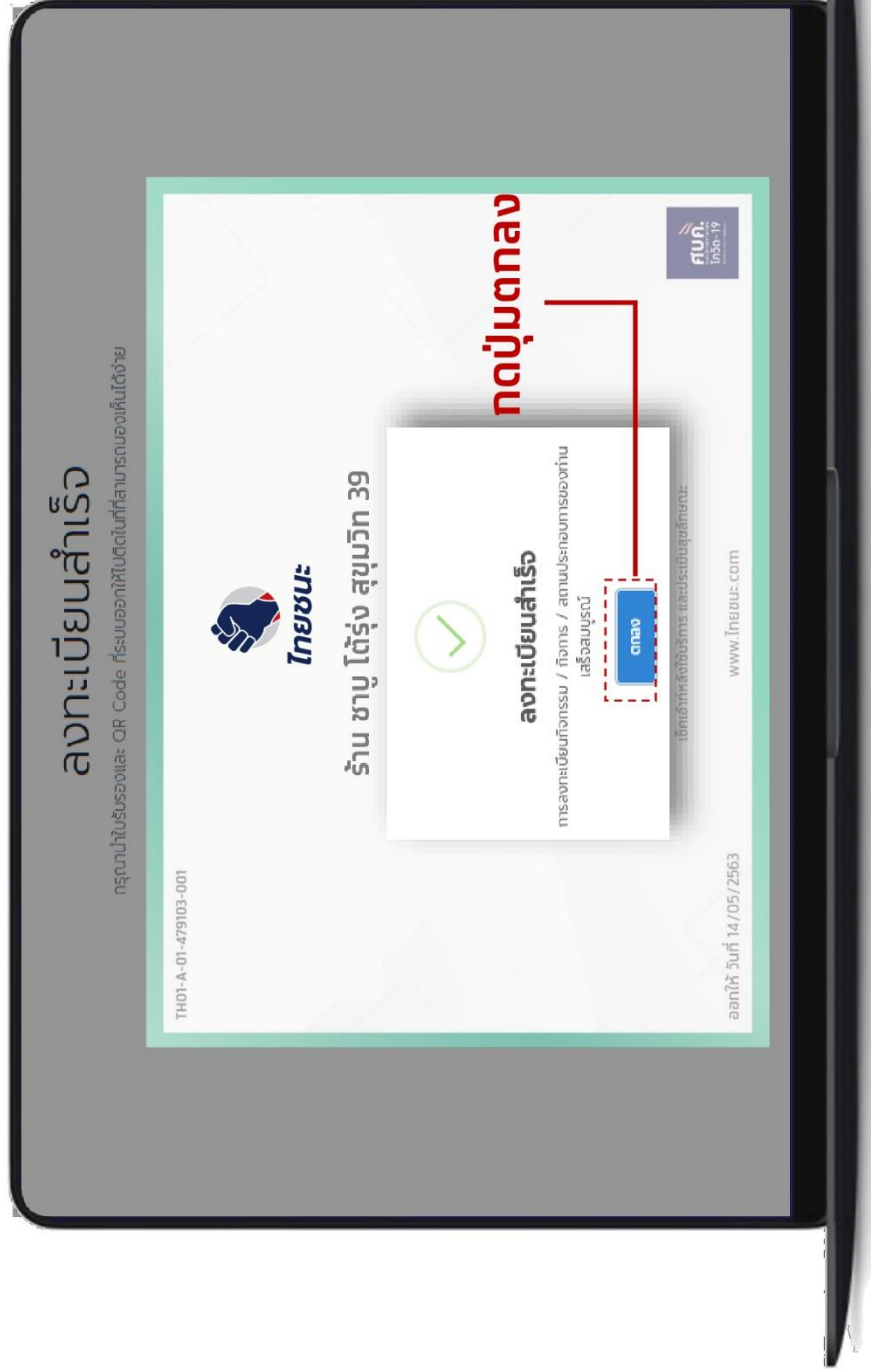 ลงทะเบียนสำเร็จ
กรุณานำใบรับรองและ QR Code ที่ระบบออกให้ไปติดในที่ที่สามารถมองเห็นได้ง่าย
TH01-A-01-479103-001
ไทยชนะ
ร้าน ชาบู โต้รุ่ง สุขุมวิท 39
ลงทะเบียนสำเร็จ
การลงทะเบียนกิจกรรม / กิจการ / สถานประกอบการของท่าน
เสร็จสมบูรณ์
ตกลง
กดปุ่มตกลง
เช็คเอ้าท์หลังใช้บริการ และประเมินสุขลักษณะ
ออกให้ วันที่ 14/05/2563
www.ไทยชนะ.com
ศบค.
โควิด-19